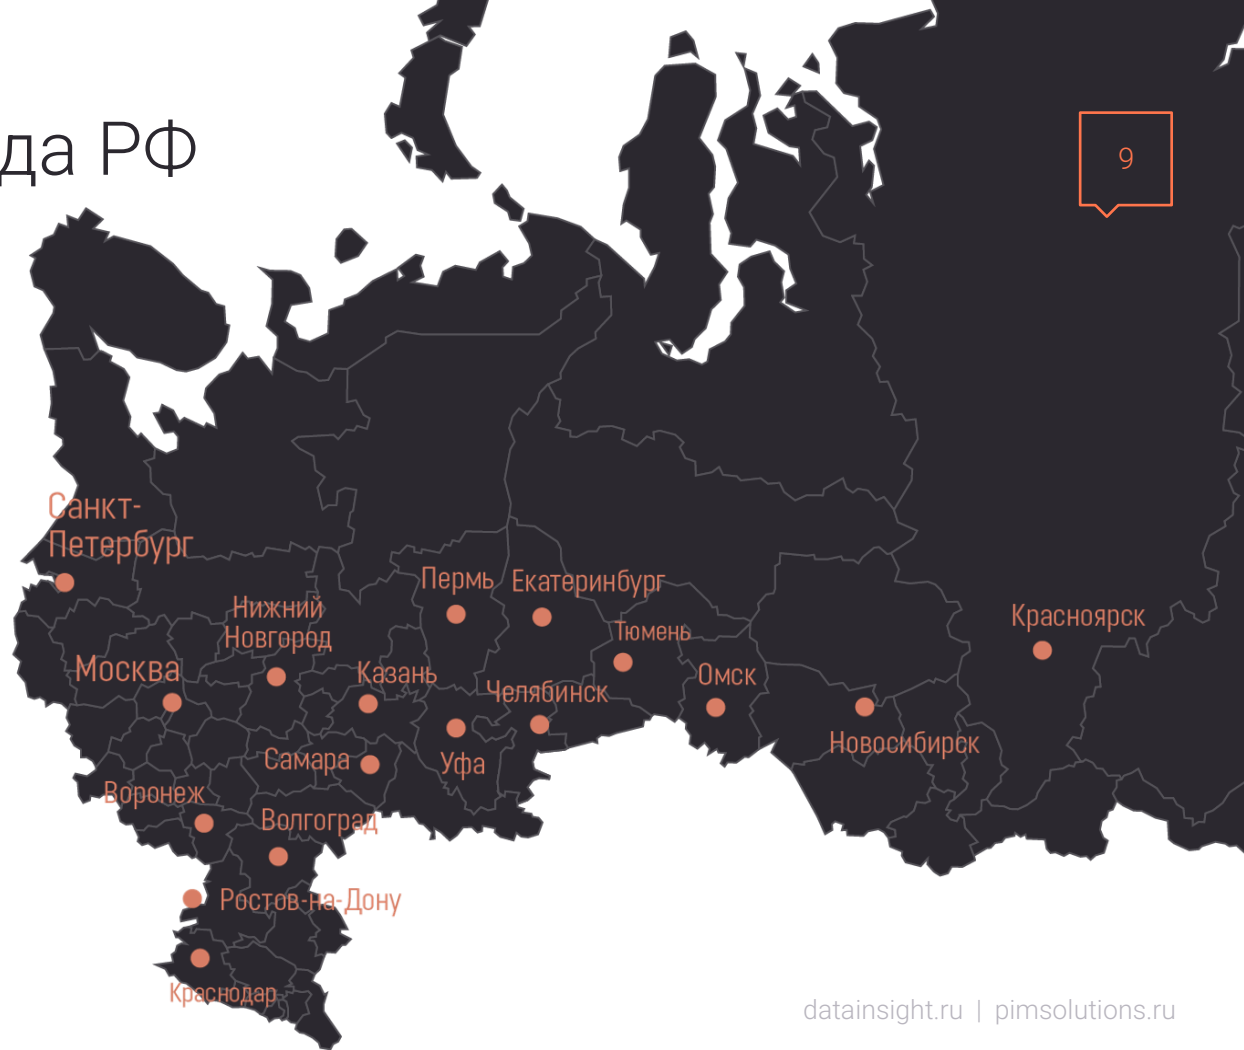 да РФ
9
Санкт-
Петербург
Пермь
Екатеринбург
Нижний
Новгород
Тюмень
Красноярск
Москва
Казань
Челябинск
Омск
Новосибирск
Самара
Уфа
Воронеж
Волгоград
Ростов-на-Дону
Краснодар
datainsight.ru | pimsolutions.ru